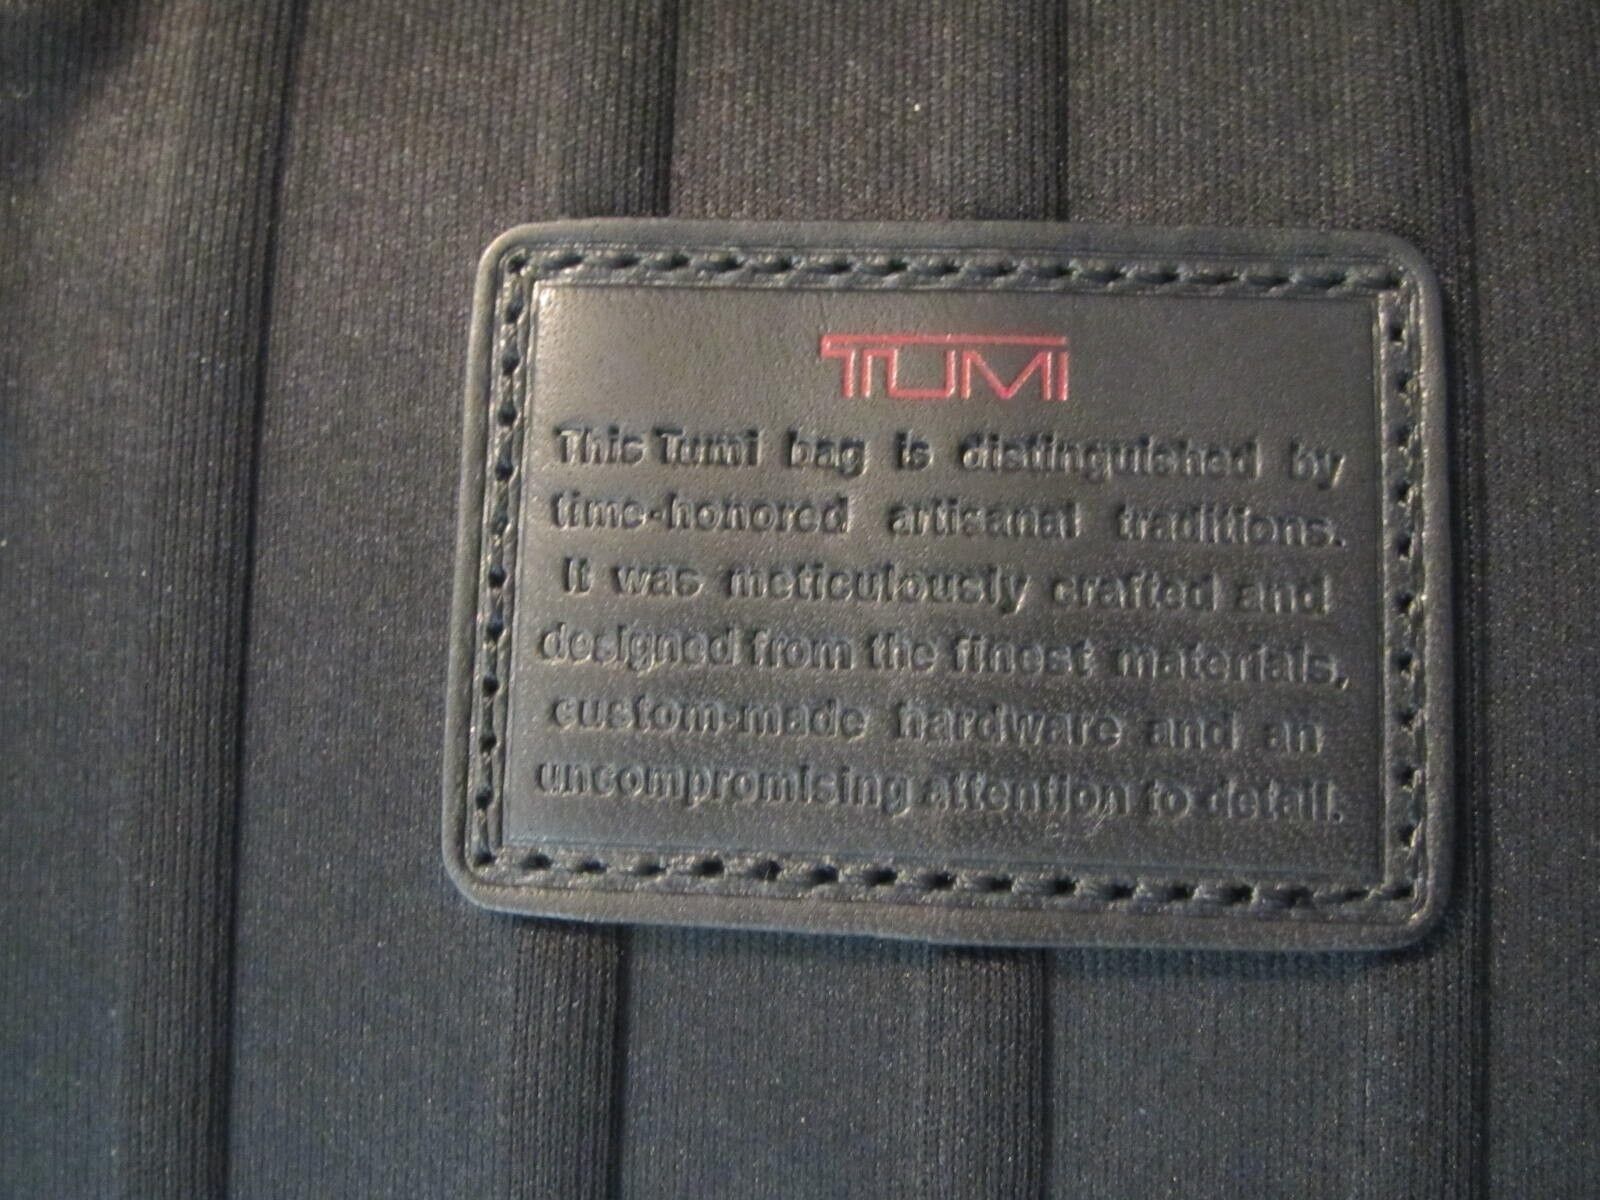 TUMI
This Tumi bag is distinguished by
time-honored artisanal traditions.
It was meticulously crafted and
designed from the finest materials,
custom-made hardware and an
uncompromising attention to detail.